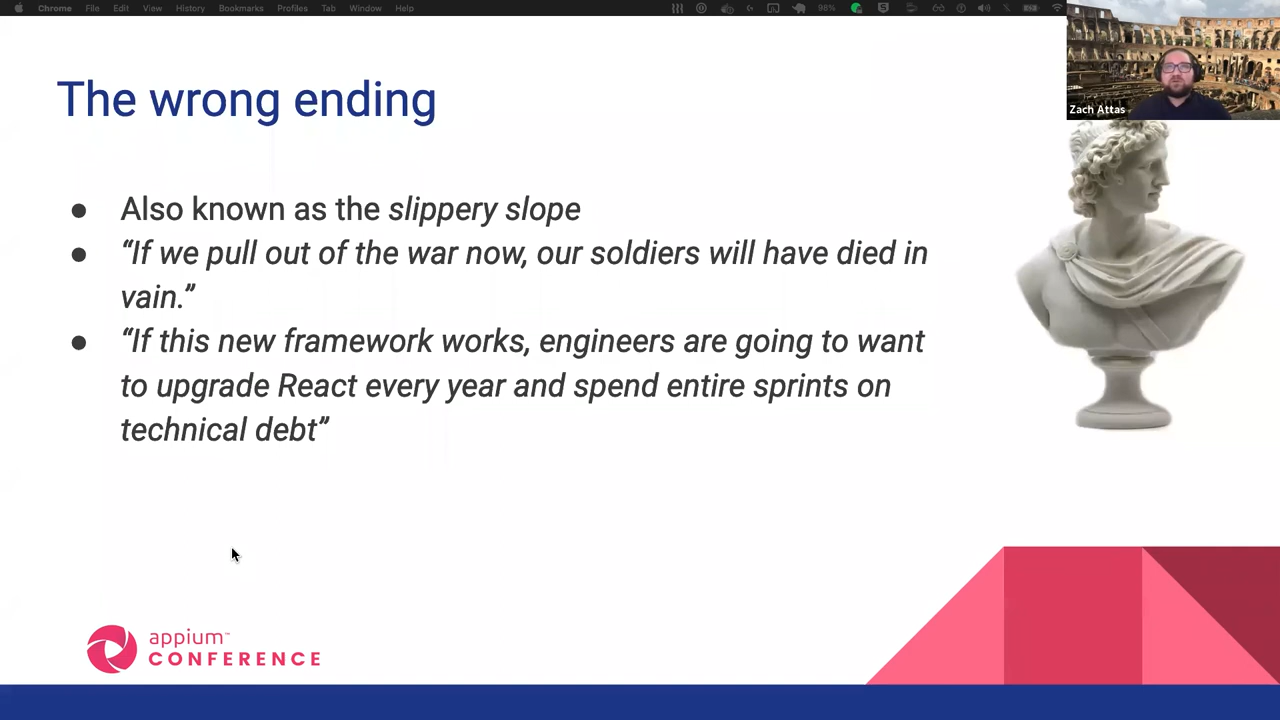 Chrome File Edit View History Bookmarks Profiles Tab Window Help 98%
Zach Attas
The wrong ending
● Also known as the slippery slope
● “If we pull out of the war now, our soldiers will have died in
vain.”
● “If this new framework works, engineers are going to want
to upgrade React every year and spend entire sprints on
technical debt”
appium™
CONFERENCE